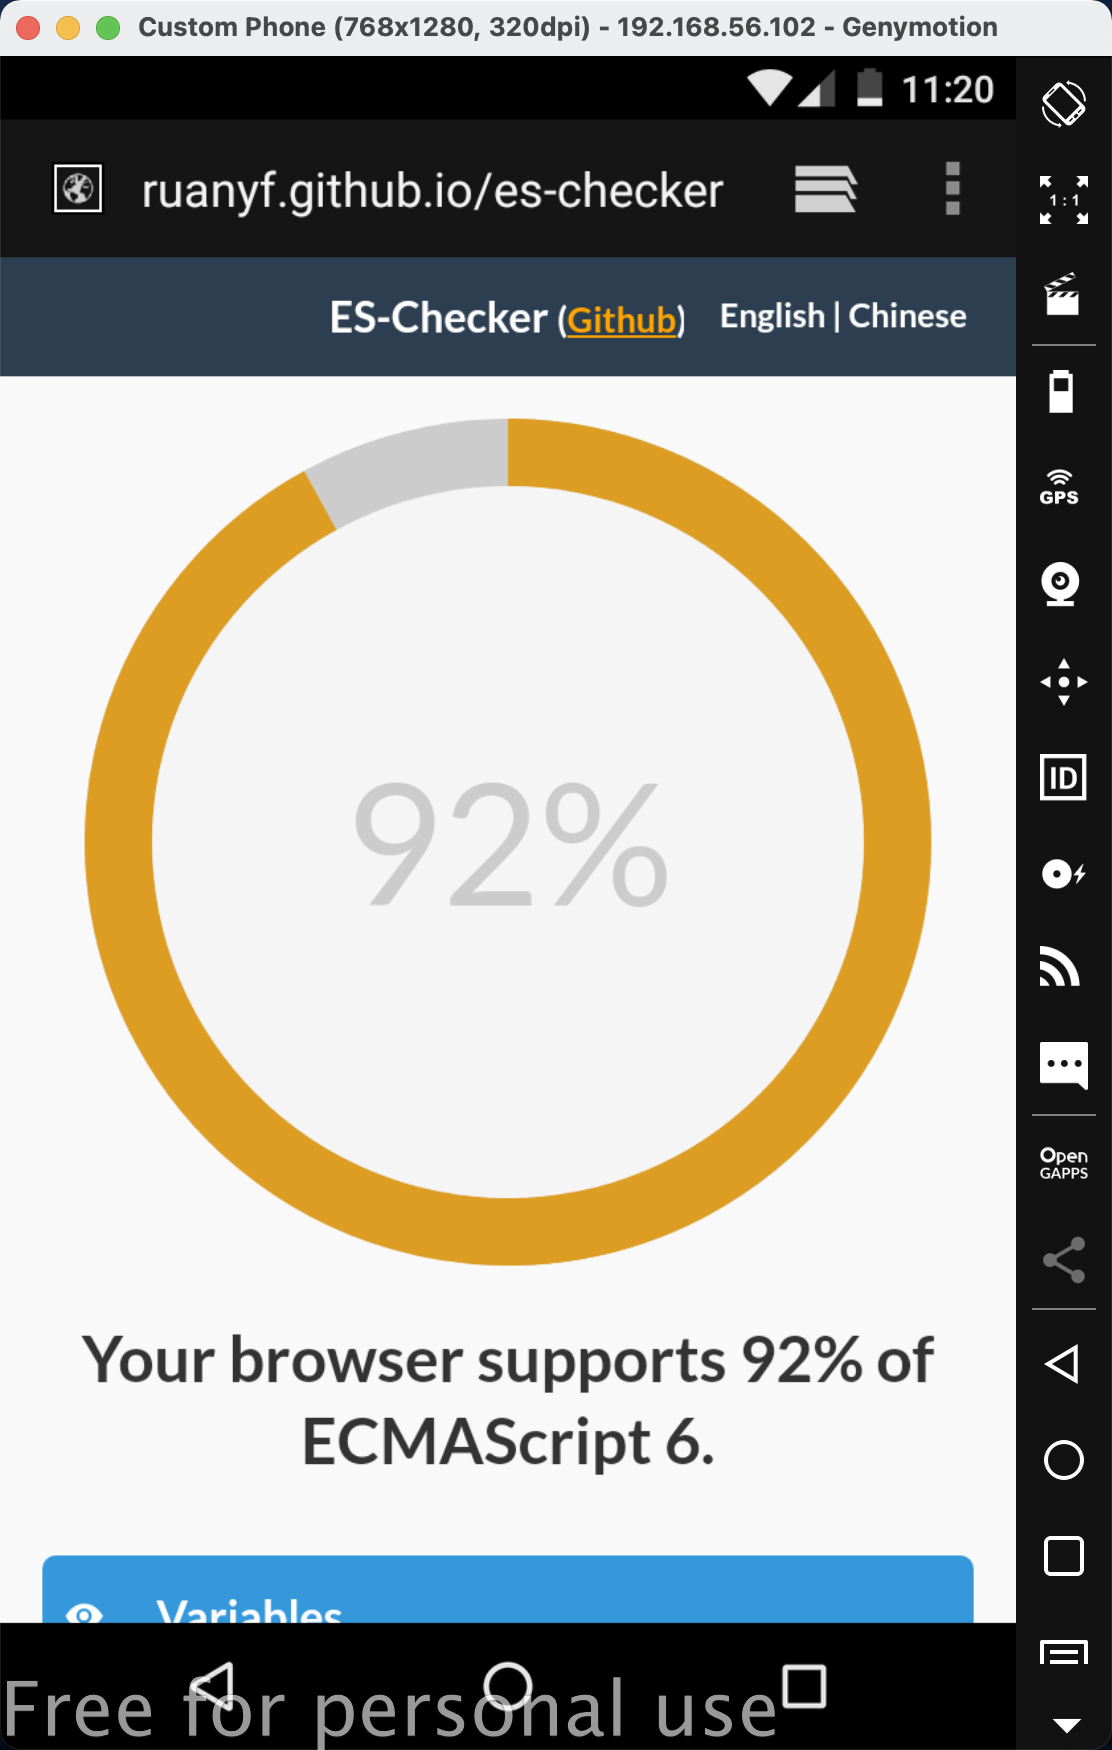 Custom Phone (768x1280, 320dpi) - 192.168.56.102 - Genymotion
11:20
ruanyf.github.io/es-checker
ES-Checker (Github) English | Chinese
92%
Your browser supports 92% of
ECMAScript 6.
Variables
Free for personal use
1:1
GPS
ID
Open
GAPPS